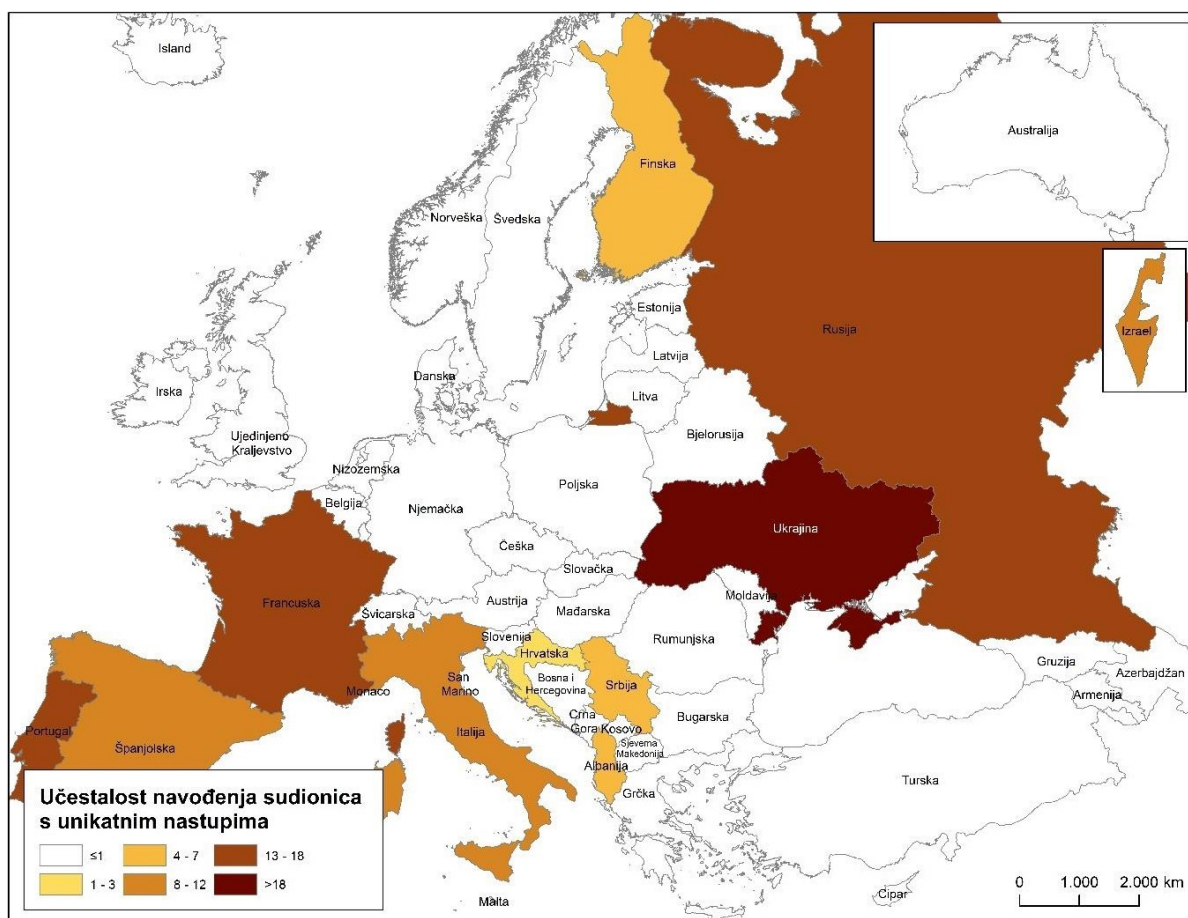 Island
Australija
Finska
Norveška
Švedska
Rusija
Izrael
Estonija
Latvija
Danska
Litva
Irska
Bjelorusija
Ujedinjeno
Kraljevstvo
Nizozemska
Poljska
Belgija
Njemačka
Ukrajina
Češka
Slovačka
Francuska
Austrija
Moldavija
Švicarska
Mađarska
Slovenija
Rumunjska
Hrvatska
Gruzija
Azerbajdžan
Bosna i
Hercegovina
San
Marino
Srbija
Monaco
Armenija
Crna
Gora
Kosovo
Bugarska
Portugal
Italija
Španjolska
Sjeverna
Makedonija
Albanija
Turska
Grčka
Učestalost navođenja sudionica
s unikatnim nastupima
≤1
4 - 7
13 - 18
1 - 3
8 - 12
>18
Malta
Cipar
0 1.000 2.000 km